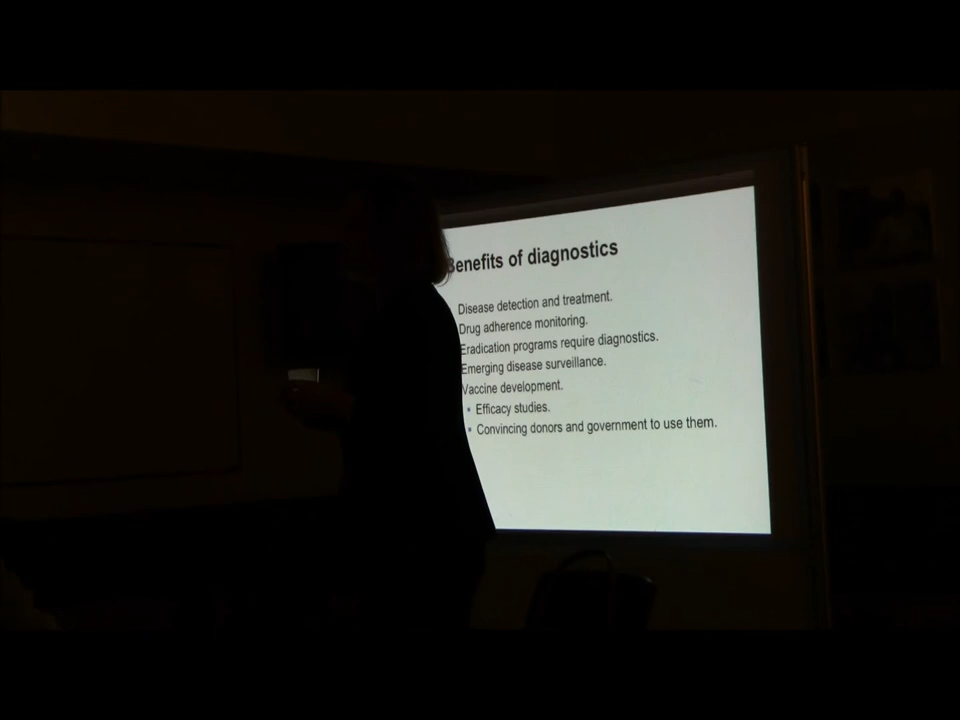 Benefits of diagnostics
Disease detection and treatment.
Drug adherence monitoring.
Eradication programs require diagnostics.
Emerging disease surveillance.
Vaccine development.
▪ Efficacy studies.
▪ Convincing donors and government to use them.